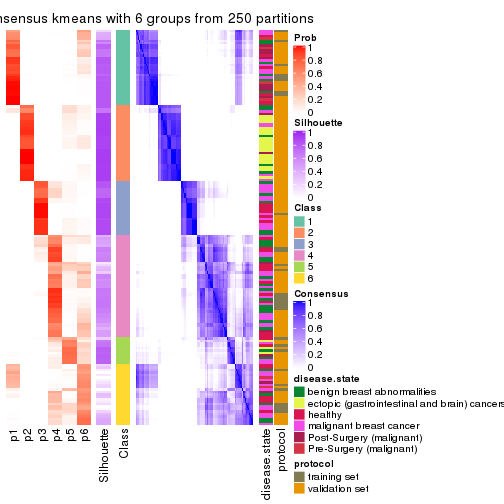 nsensus kmeans with 6 groups from 250 partitions
Prob
1
0.8
0.6
0.4
0.2
0
Silhouette
1
0.8
0.6
0.4
0.2
0
Class
1
2
3
4
5
6
Consensus
1
0.8
0.6
0.4
0.2
0
disease.state
benign breast abnormalities
ectopic (gastrointestinal and brain) cancers
healthy
malignant breast cancer
Post-Surgery (malignant)
Pre-Surgery (malignant)
protocol
training set
validation set
p1
p2
p3
p4
p5
p6
Silhouette
Class
disease.state
protocol